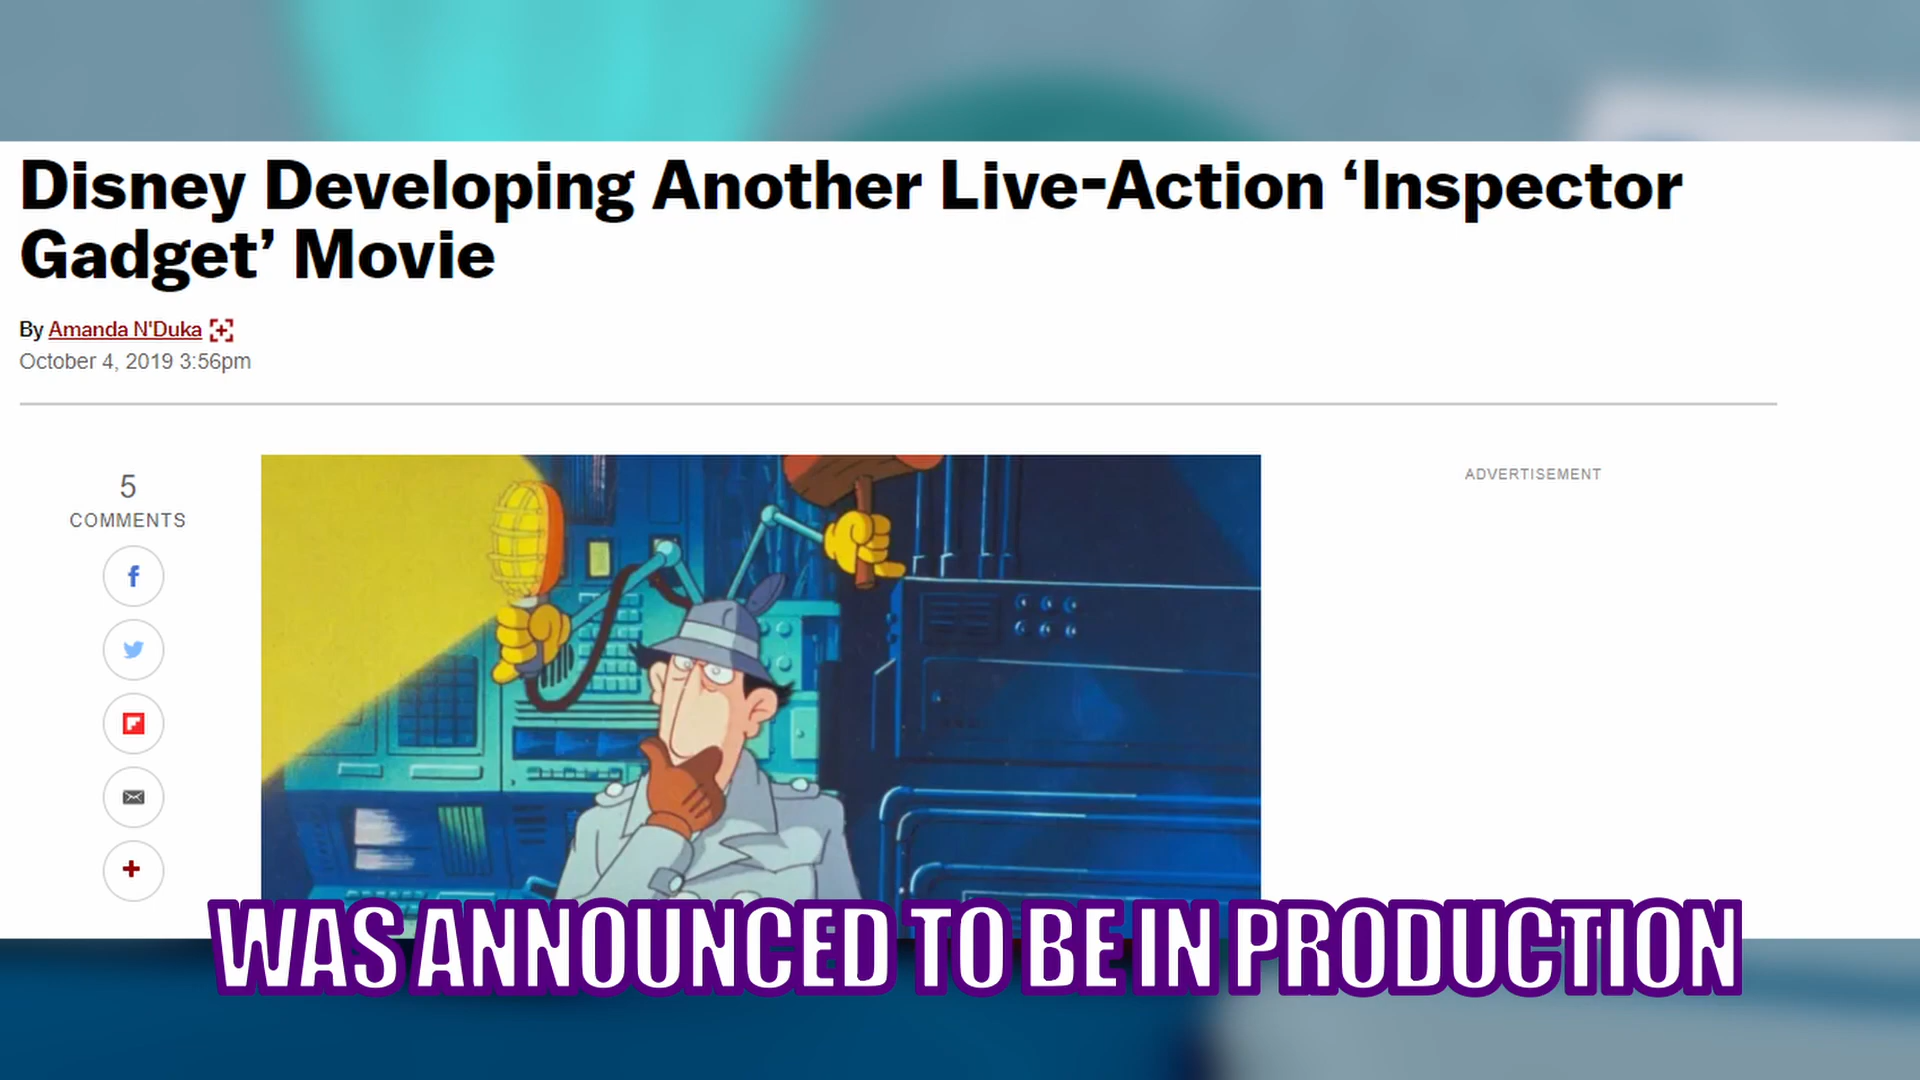 Disney Developing Another Live-Action ‘Inspector
Gadget’ Movie
By Amanda N'Duka
October 4, 2019 3:56pm
5
COMMENTS
ADVERTISEMENT
WAS ANNOUNCED TO BE IN PRODUCTION